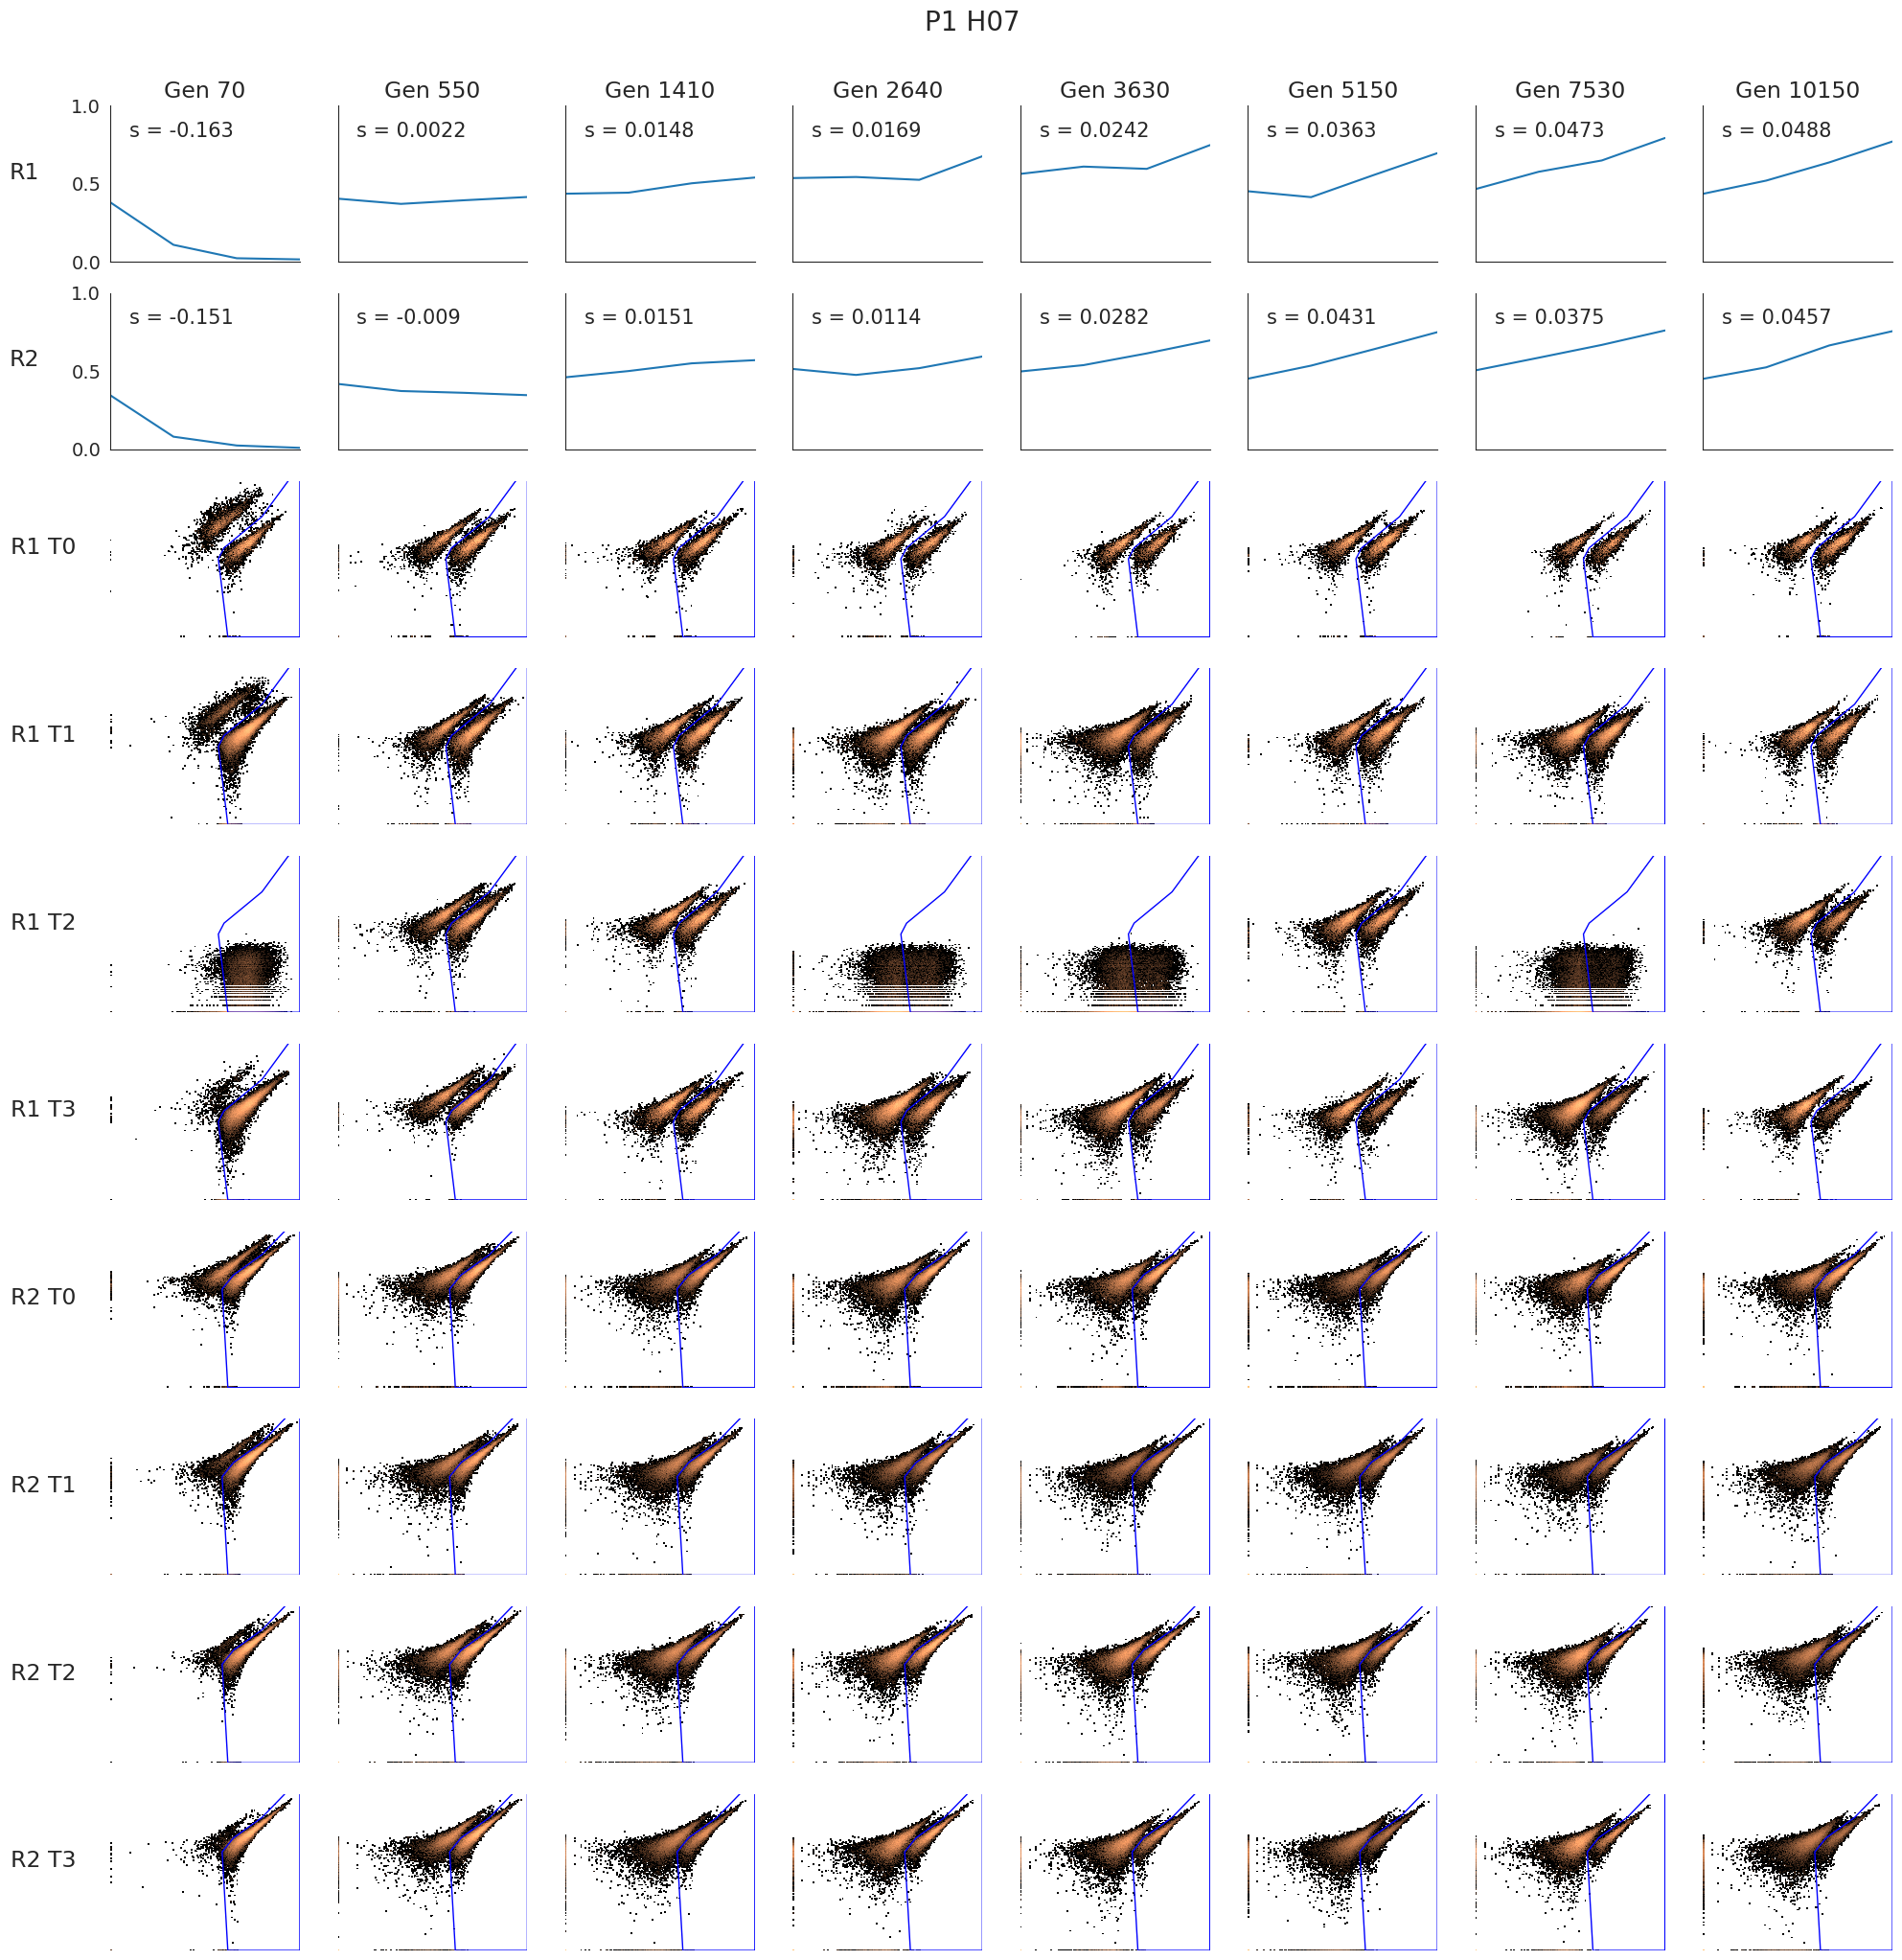 P1 H07
Gen 70 Gen 550 Gen 1410 Gen 2640 Gen 3630 Gen 5150 Gen 7530 Gen 10150
R1
1.0
0.5
0.0
s = -0.163 s = 0.0022 s = 0.0148 s = 0.0169 s = 0.0242 s = 0.0363 s = 0.0473 s = 0.0488
R2
1.0
0.5
0.0
s = -0.151 s = -0.009 s = 0.0151 s = 0.0114 s = 0.0282 s = 0.0431 s = 0.0375 s = 0.0457
R1 T0
R1 T1
R1 T2
R1 T3
R2 T0
R2 T1
R2 T2
R2 T3